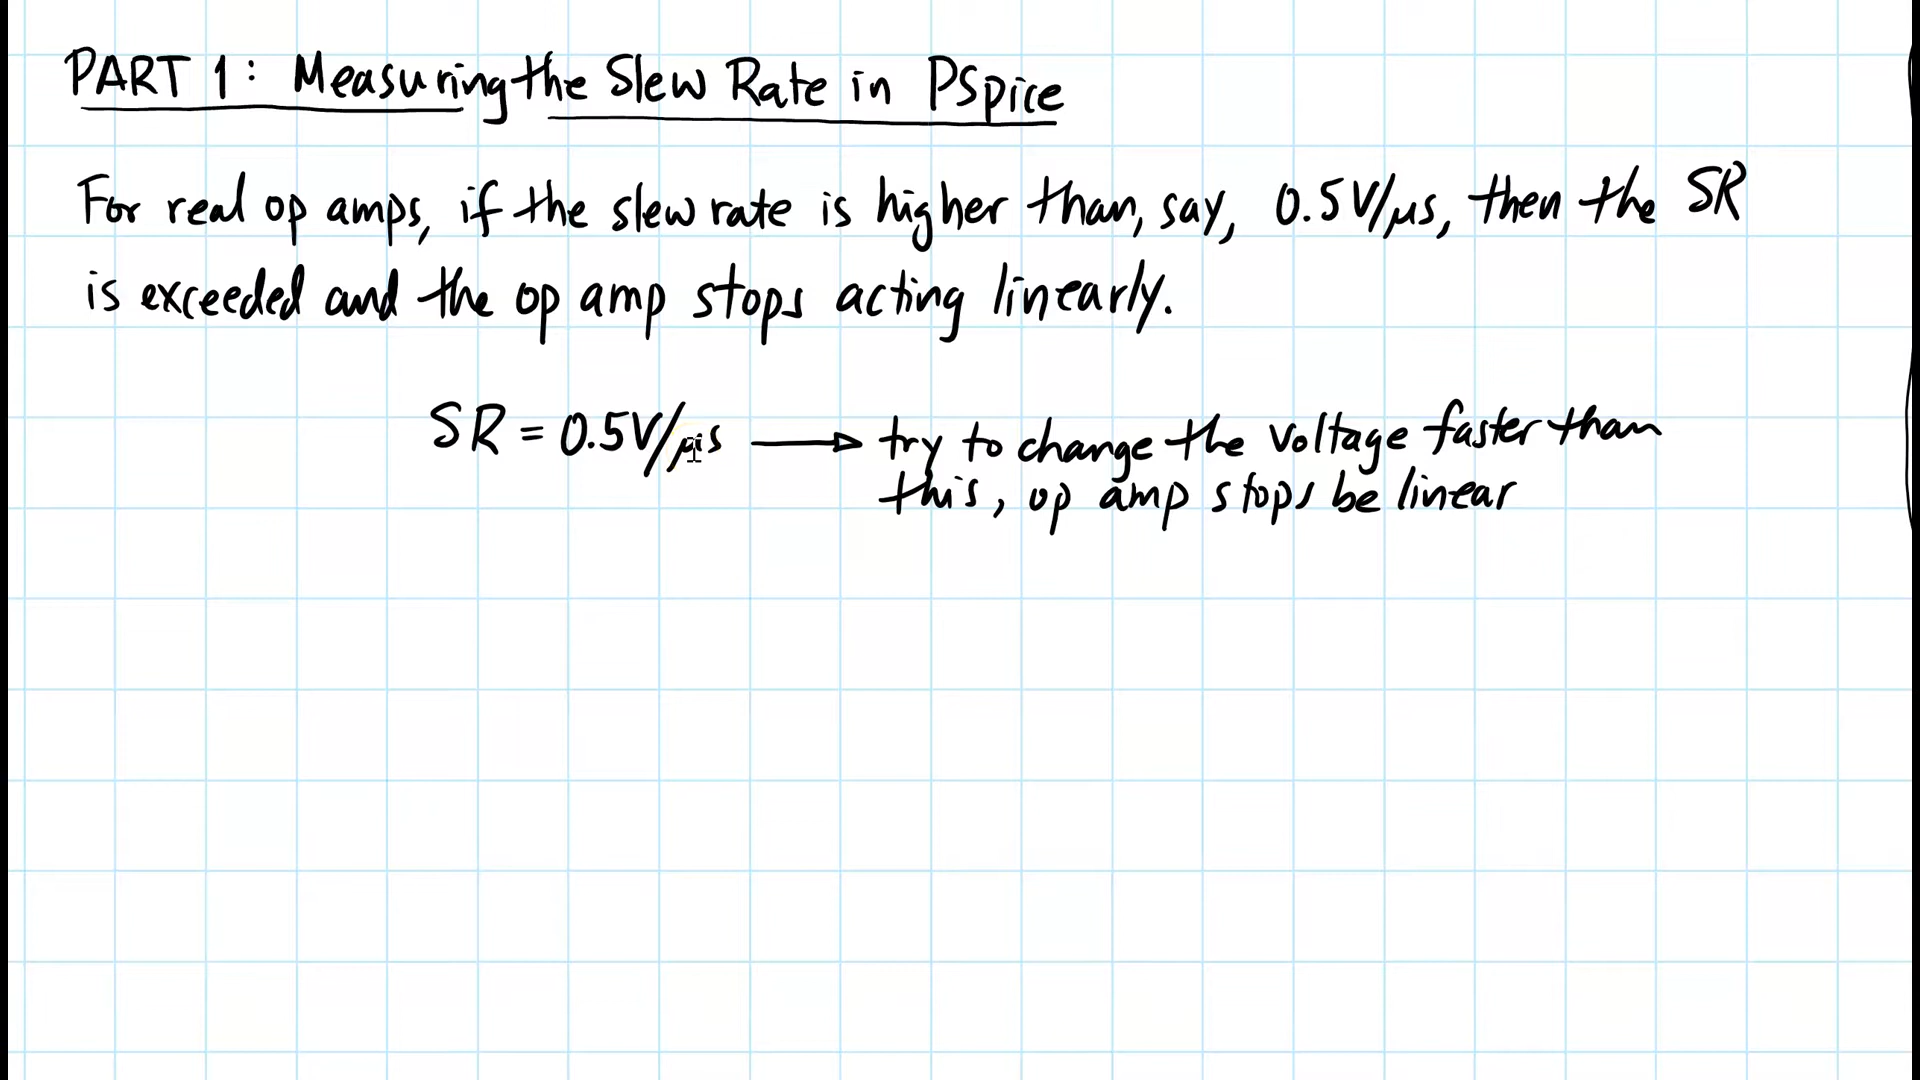 PART 1: Measuring the Slew Rate in PSpice
For real op amps, if the slew rate is higher than, say, 0.5V/μs, then the SR
is exceeded and the op amp stops acting linearly.
SR = 0.5V/μs → try to change the voltage faster than
this, op amp stops be linear